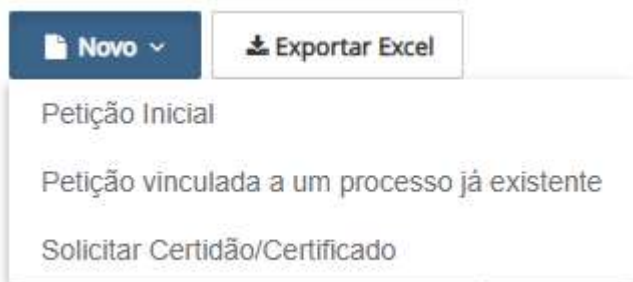 Novo
Exportar Excel
Petição Inicial
Petição vinculada a um processo já existente
Solicitar Certidão/Certificado